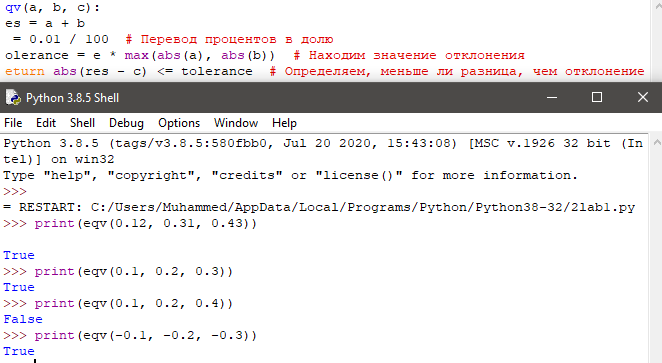 qv(a, b, c):
es = a + b
= 0.01 / 100 # Перевод процентов в долю
olerance = e * max(abs(a), abs(b)) # Находим значение отклонения
eturn abs(res - c) <= tolerance # Определяем, меньше ли разница, чем отклонение
Python 3.8.5 Shell
File Edit Shell Debug Options Window Help
Python 3.8.5 (tags/v3.8.5:580fbb0, Jul 20 2020, 15:43:08) [MSC v.1926 32 bit (In
tel)] on win32
Type "help", "copyright", "credits" or "license()" for more information.
>>>
= RESTART: C:/Users/Muhammed/AppData/Local/Programs/Python/Python38-32/2lab1.py
>>> print(eqv(0.12, 0.31, 0.43))
True
>>> print(eqv(0.1, 0.2, 0.3))
True
>>> print(eqv(0.1, 0.2, 0.4))
False
>>> print(eqv(-0.1, -0.2, -0.3))
True